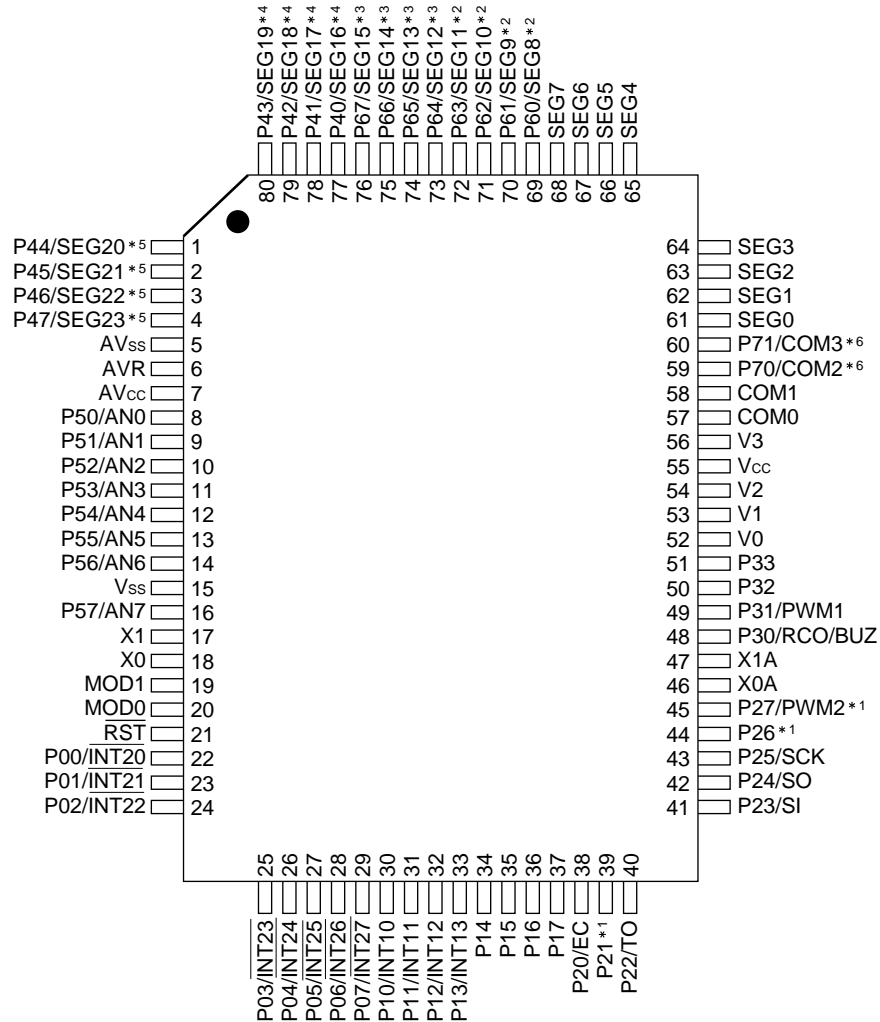 P43/SEG19*4
P42/SEG18*4
P41/SEG17*4
P40/SEG16*4
P67/SEG15*3
P66/SEG14*3
P65/SEG13*3
P64/SEG12*3
P63/SEG11*2
P62/SEG10*2
P61/SEG9*2
P60/SEG8*2
SEG7
SEG6
SEG5
SEG4
80
79
78
77
76
75
74
73
72
71
70
69
68
67
66
65
P44/SEG20*5 1
P45/SEG21*5 2
P46/SEG22*5 3
P47/SEG23*5 4
AVss 5
AVR 6
AVcc 7
P50/AN0 8
P51/AN1 9
P52/AN2 10
P53/AN3 11
P54/AN4 12
P55/AN5 13
P56/AN6 14
Vss 15
P57/AN7 16
X1 17
X0 18
MOD1 19
MOD0 20
RST 21
P00/INT20 22
P01/INT21 23
P02/INT22 24
64 SEG3
63 SEG2
62 SEG1
61 SEG0
60 P71/COM3*6
59 P70/COM2*6
58 COM1
57 COM0
56 V3
55 Vcc
54 V2
53 V1
52 V0
51 P33
50 P32
49 P31/PWM1
48 P30/RCO/BUZ
47 X1A
46 X0A
45 P27/PWM2*1
44 P26*1
43 P25/SCK
42 P24/SO
41 P23/SI
25
26
27
28
29
30
31
32
33
34
35
36
37
38
39
40
P03/INT23
P04/INT24
P05/INT25
P06/INT26
P07/INT27
P10/INT10
P11/INT11
P12/INT12
P13/INT13
P14
P15
P16
P17
P20/EC
P21*1
P22/TO